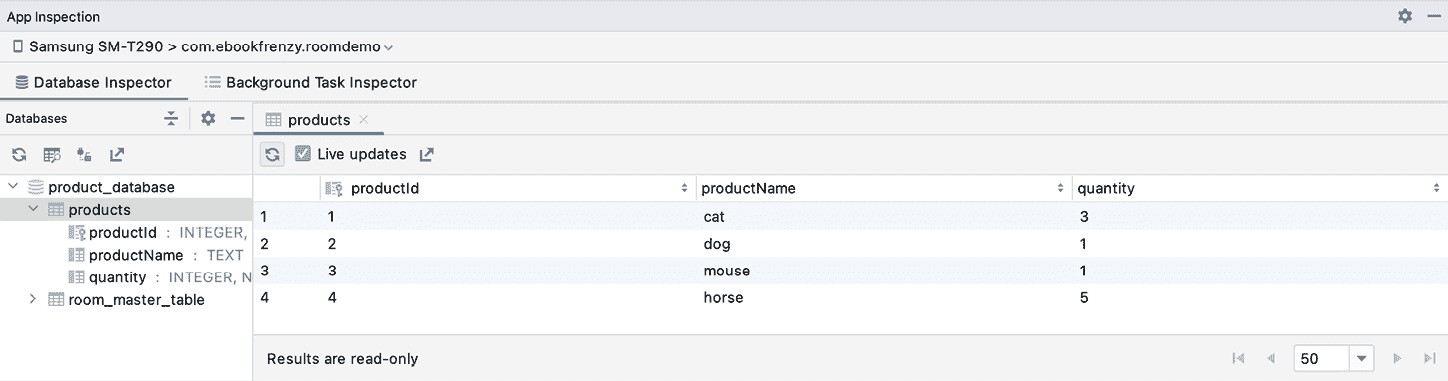 App Inspection
Samsung SM-T290 > com.ebookfrenzy.roomdemo
Database Inspector Background Task Inspector
Databases
products
Live updates
product_database
products
productId : INTEGER,
productName : TEXT
quantity : INTEGER, N
room_master_table
productId productName quantity
1 1 cat 3
2 2 dog 1
3 3 mouse 1
4 4 horse 5
Results are read-only
50